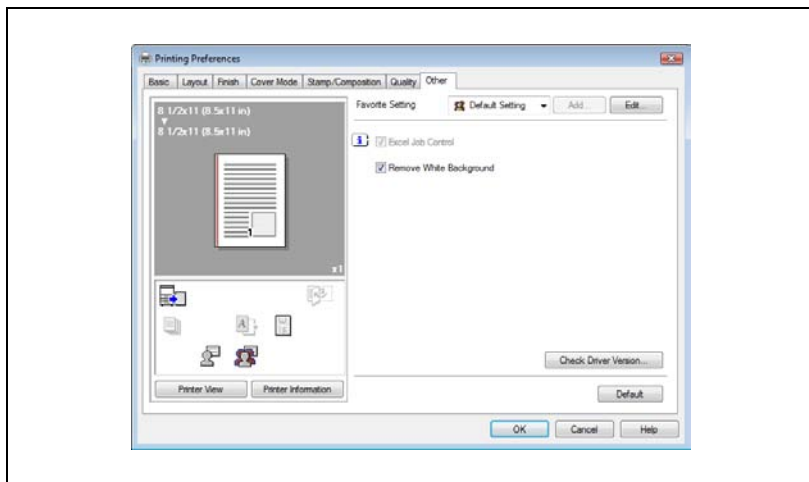 Printing Preferences
Basic Layout Finish Cover Mode Stamp/Composition Quality Other
8 1/2x11 (8.5x11 in)
8 1/2x11 (8.5x11 in)
1
x1
Printer View Printer Information
Favorite Setting Default Setting Add... Edit...
Excel Job Control
Remove White Background
Check Driver Version...
Default
OK Cancel Help